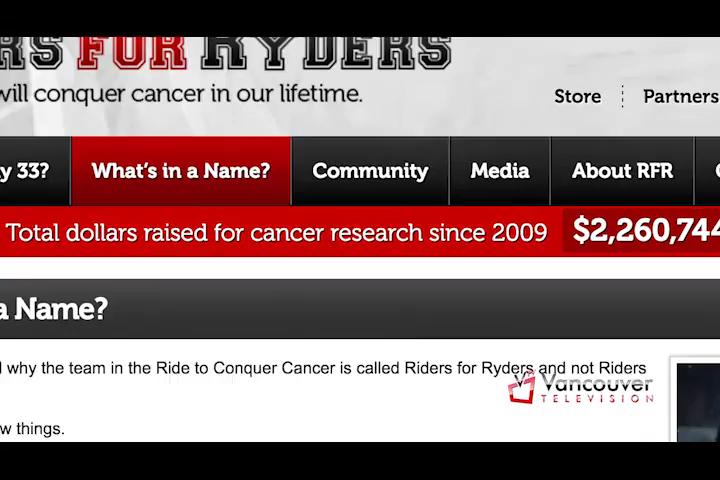 RS FOR RYDERS
will conquer cancer in our lifetime.
Store
Partners
y 33?
What's in a Name?
Community
Media
About RFR
Total dollars raised for cancer research since 2009
$2,260,744
a Name?
why the team in the Ride to Conquer Cancer is called Riders for Ryders and not Riders
Vancouver
TELEVISION
w things.